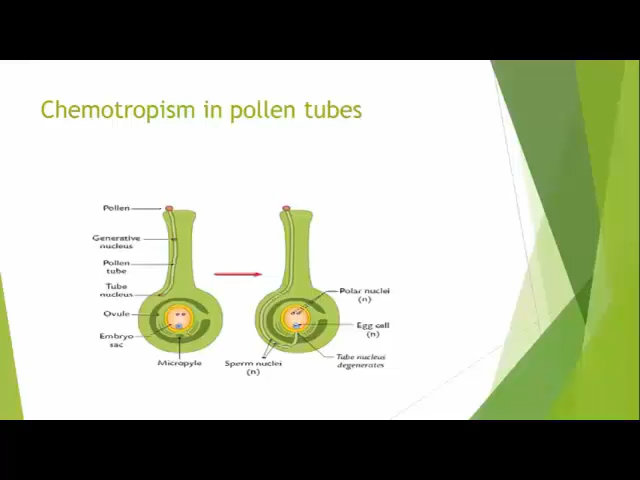 Chemotropism in pollen tubes
Pollen
Generative
nucleus
Pollen
tube
Tube
nucleus
Ovule
Embryo
sac
Micropyle
Polar nuclei
(n)
Egg cell
(n)
Sperm nuclei
(n)
Tube nucleus
degenerates